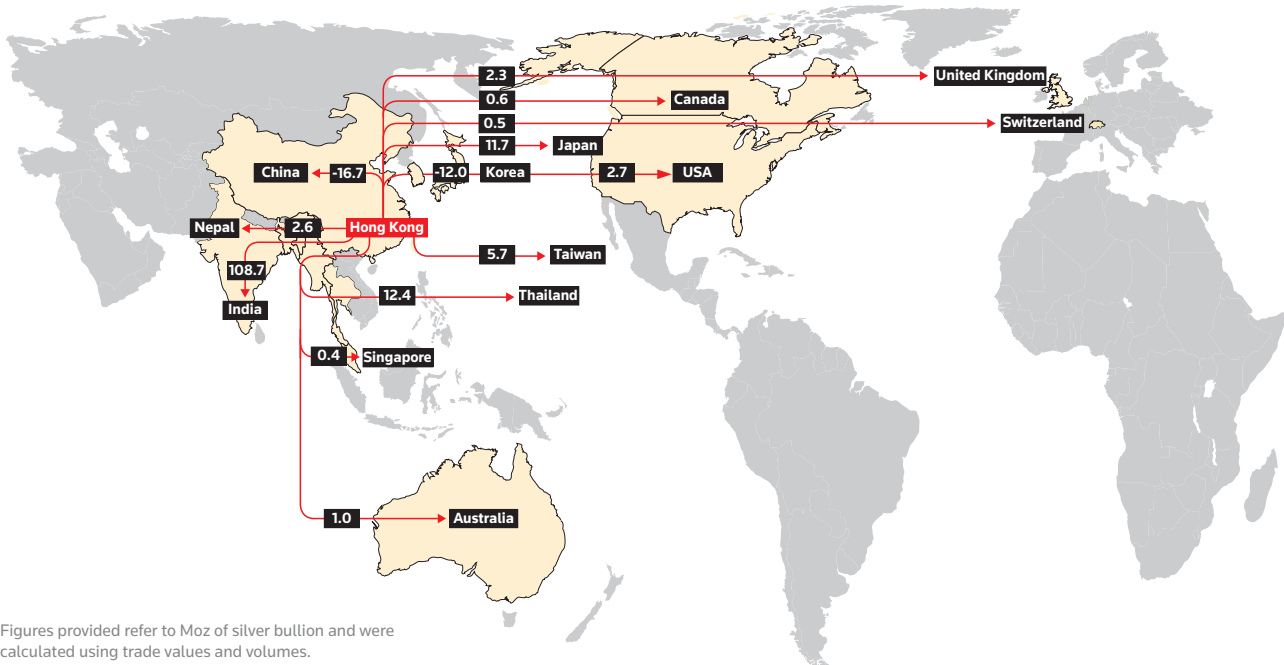 2.3 United Kingdom
0.6 Canada
0.5 Switzerland
11.7 Japan
China -16.7 -12.0 Korea 2.7 USA
Nepal 2.6 Hong Kong
5.7 Taiwan
108.7
12.4 Thailand
India
0.4 Singapore
1.0 Australia
Figures provided refer to Moz of silver bullion and were
calculated using trade values and volumes.